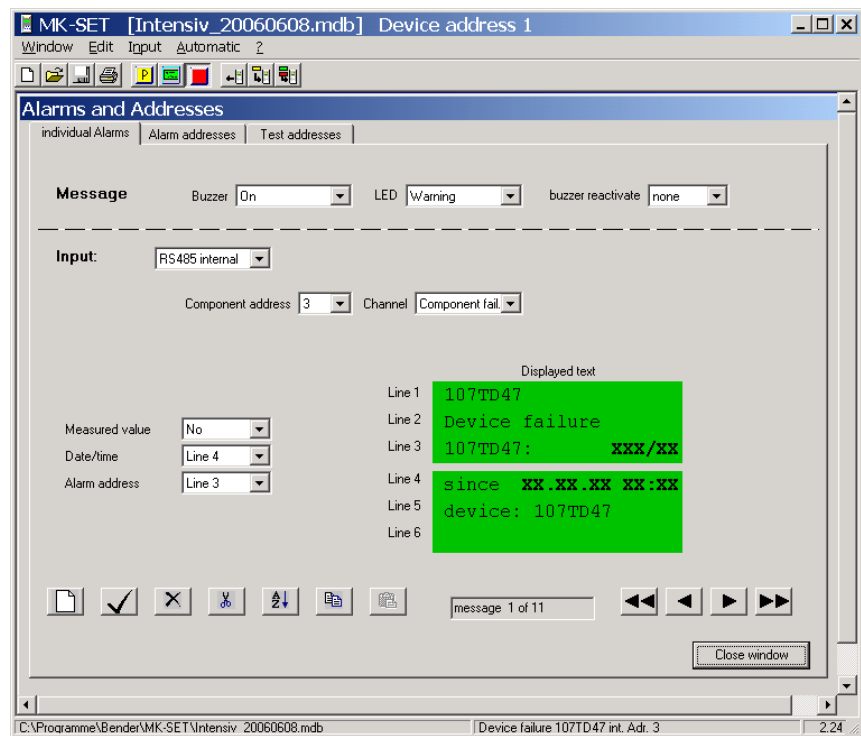 MK-SET [Intensiv_20060608.mdb] Device address 1
Window Edit Input Automatic ?
P
Alarms and Addresses
individual Alarms Alarm addresses Test addresses
Message Buzzer On LED Warning buzzer reactivate none
Input: RS485 internal
Component address 3 Channel Component fail.
Displayed text
Line 1 107TD47
Line 2 Device failure
Measured value No Line 3 107TD47: xxx/xx
Date/time Line 4
Alarm address Line 3 Line 4 since xx.xx.xx xx:xx
Line 5 device: 107TD47
Line 6
A
Z
message 1 of 11
Close window
C:\Programme\Bender\MK-SET\Intensiv_20060608.mdb Device failure 107TD47 int. Adr. 3 2.24